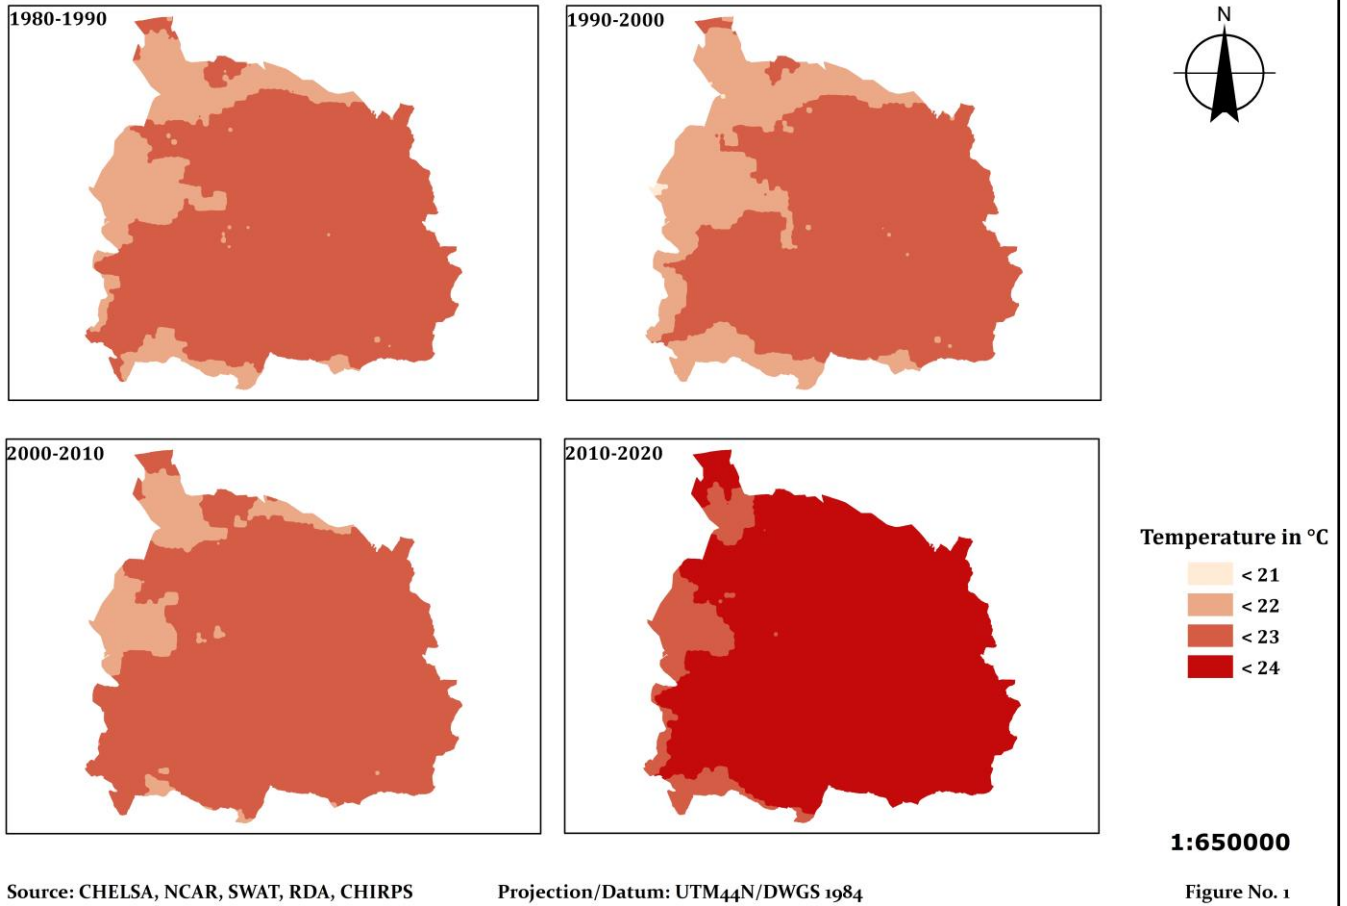 1980-1990
1990-2000
N
2000-2010
2010-2020
Temperature in °C
< 21
< 22
< 23
< 24
1:650000
Source: CHELSA, NCAR, SWAT, RDA, CHIRPS
Projection/Datum: UTM44N/DWGS 1984
Figure No. 1